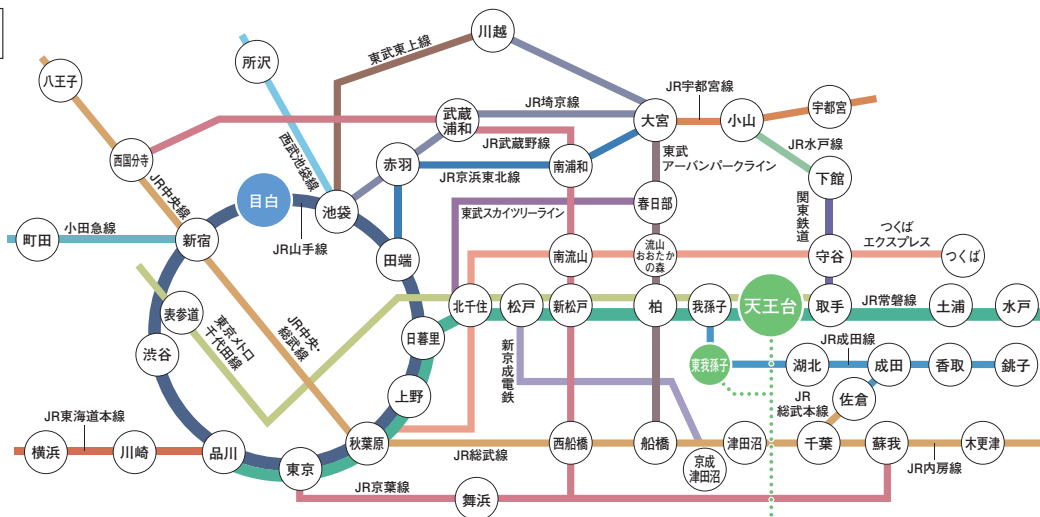 川越
東武東上線
所沢
八王子
JR宇都宮線
宇都宮
武蔵
浦和
JR埼京線
大宮
小山
西国分寺
西武池袋線
赤羽
JR武蔵野線
南浦和
東武
アーバンパークライン
JR水戸線
下館
JR京浜東北線
JR中央線
目白
池袋
東武スカイツリーライン
春日部
関東鉄道
町田
小田急線
新宿
JR山手線
田端
南流山
流山
おおたか
の森
守谷
つくば
エクスプレス
つくば
表参道
北千住
松戸
新松戸
柏
我孫子
天王台
取手
JR常磐線
土浦
水戸
東京メトロ
千代田線
JR中央・
総武線
日暮里
渋谷
新京成電鉄
東我孫子
JR成田線
湖北
成田
香取
銚子
上野
佐倉
JR
総武本線
JR東海道本線
横浜
川崎
品川
東京
秋葉原
JR総武線
西船橋
船橋
京成
津田沼
津田沼
千葉
蘇我
木更津
JR内房線
JR京葉線
舞浜